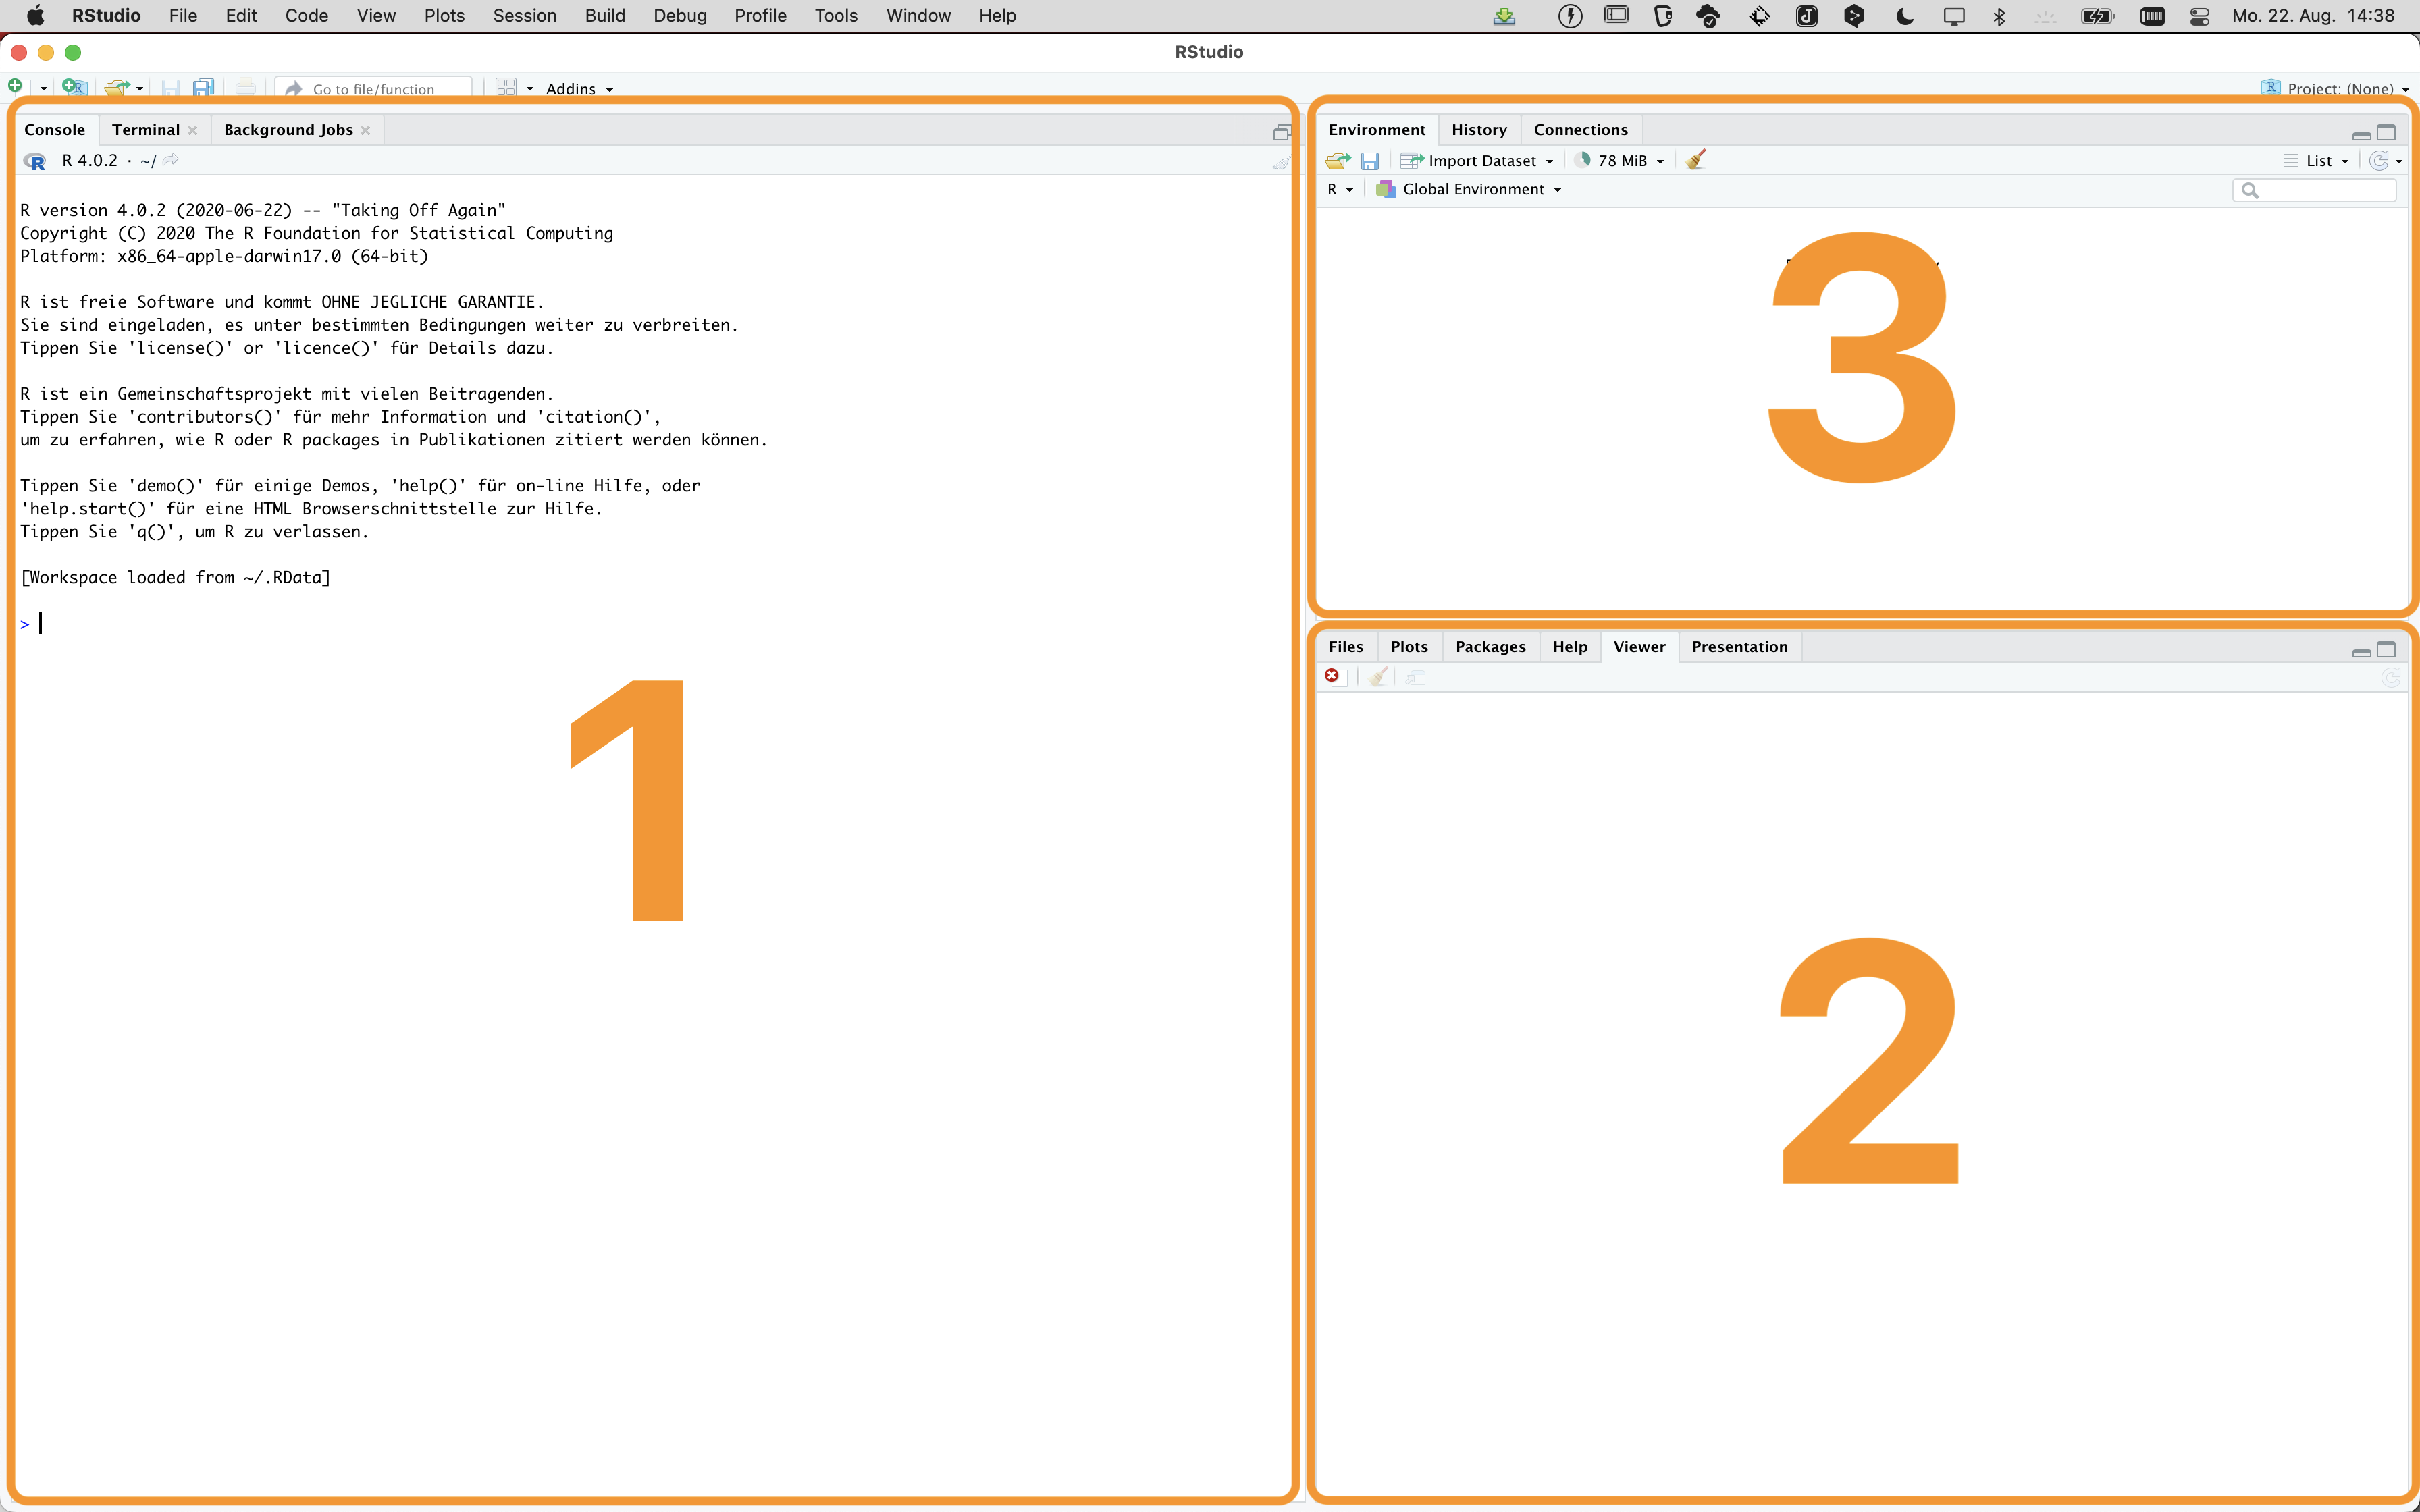 RStudio File Edit Code View Plots Session Build Debug Profile Tools Window Help Mo. 22. Aug. 14:38
RStudio
Go to file/function Addins Project: (None)
Console Terminal Background Jobs
R 4.0.2 · ~/
R version 4.0.2 (2020-06-22) -- "Taking Off Again"
Copyright (C) 2020 The R Foundation for Statistical Computing
Platform: x86_64-apple-darwin17.0 (64-bit)
R ist freie Software und kommt OHNE JEGLICHE GARANTIE.
Sie sind eingeladen, es unter bestimmten Bedingungen weiter zu verbreiten.
Tippen Sie 'license()' or 'licence()' für Details dazu.
R ist ein Gemeinschaftsprojekt mit vielen Beitragenden.
Tippen Sie 'contributors()' für mehr Information und 'citation()',
um zu erfahren, wie R oder R packages in Publikationen zitiert werden können.
Tippen Sie 'demo()' für einige Demos, 'help()' für on-line Hilfe, oder
'help.start()' für eine HTML Browserschnittstelle zur Hilfe.
Tippen Sie 'q()', um R zu verlassen.
[Workspace loaded from ~/.RData]
>
1
Environment History Connections
Import Dataset 78 MiB List
R Global Environment
3
Files Plots Packages Help Viewer Presentation
2